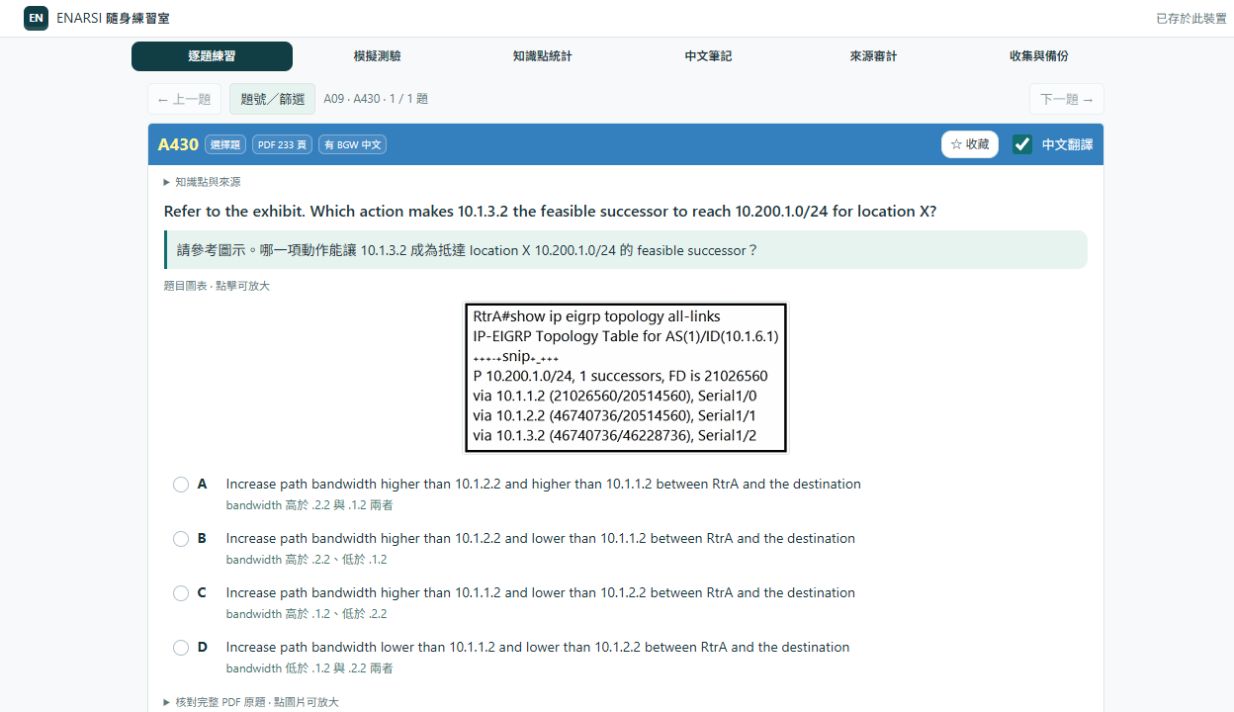 EN ENARSI 隨身練習室
已存於此裝置
逐題練習 模擬測驗 知識點統計 中文筆記 來源審計 收集與備份
← 上一題 題號／篩選 A09 · A430 · 1 / 1 題 下一題 →
A430 選擇題 PDF 233 頁 有 BGW 中文 ☆ 收藏 中文翻譯
▶ 知識點與來源
Refer to the exhibit. Which action makes 10.1.3.2 the feasible successor to reach 10.200.1.0/24 for location X?
請參考圖示。哪一項動作能讓 10.1.3.2 成為抵達 location X 10.200.1.0/24 的 feasible successor？
題目圖表 · 點擊可放大
RtrA#show ip eigrp topology all-links
IP-EIGRP Topology Table for AS(1)/ID(10.1.6.1)
+++-+snip+_+++
P 10.200.1.0/24, 1 successors, FD is 21026560
via 10.1.1.2 (21026560/20514560), Serial1/0
via 10.1.2.2 (46740736/20514560), Serial1/1
via 10.1.3.2 (46740736/46228736), Serial1/2
A Increase path bandwidth higher than 10.1.2.2 and higher than 10.1.1.2 between RtrA and the destination
bandwidth 高於 .2.2 與 .1.2 兩者
B Increase path bandwidth higher than 10.1.2.2 and lower than 10.1.1.2 between RtrA and the destination
bandwidth 高於 .2.2、低於 .1.2
C Increase path bandwidth higher than 10.1.1.2 and lower than 10.1.2.2 between RtrA and the destination
bandwidth 高於 .1.2、低於 .2.2
D Increase path bandwidth lower than 10.1.1.2 and lower than 10.1.2.2 between RtrA and the destination
bandwidth 低於 .1.2 與 .2.2 兩者
▶ 核對完整 PDF 原題 · 點圖片可放大